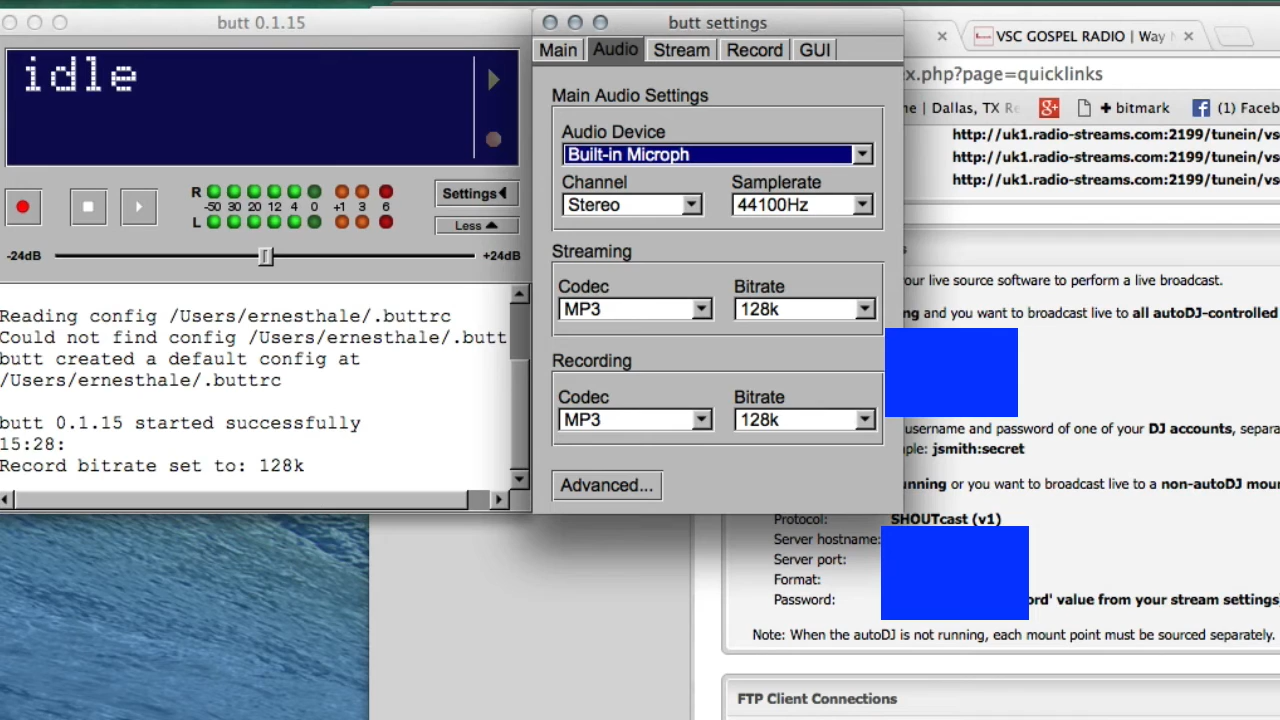 butt 0.1.15
idle
R
-50 30 20 12 4 0 +1 3 6
L
Settings
Less
-24dB
+24dB
Reading config /Users/ernesthale/.buttrc
Could not find config /Users/ernesthale/.butt
butt created a default config at
/Users/ernesthale/.buttrc
butt 0.1.15 started successfully
15:28:
Record bitrate set to: 128k
butt settings
Main Audio Stream Record GUI
Main Audio Settings
Audio Device
Built-in Microph
Channel Samplerate
Stereo 44100Hz
Streaming
Codec Bitrate
MP3 128k
Recording
Codec Bitrate
MP3 128k
Advanced...
VSC GOSPEL RADIO | Way
x.php?page=quicklinks
| Dallas, TX Re
g+
+ bitmark
f (1) Faceb
http://uk1.radio-streams.com:2199/tunein/vs
http://uk1.radio-streams.com:2199/tunein/vs
http://uk1.radio-streams.com:2199/tunein/vs
our live source software to perform a live broadcast.
ng and you want to broadcast live to all autoDJ-controlled
username and password of one of your DJ accounts, separa
ple: jsmith:secret
unning or you want to broadcast live to a non-autoDJ mou
Protocol: SHOUTcast (v1)
Server hostname:
Server port:
Format:
Password: ord' value from your stream settings
Note: When the autoDJ is not running, each mount point must be sourced separately.
FTP Client Connections